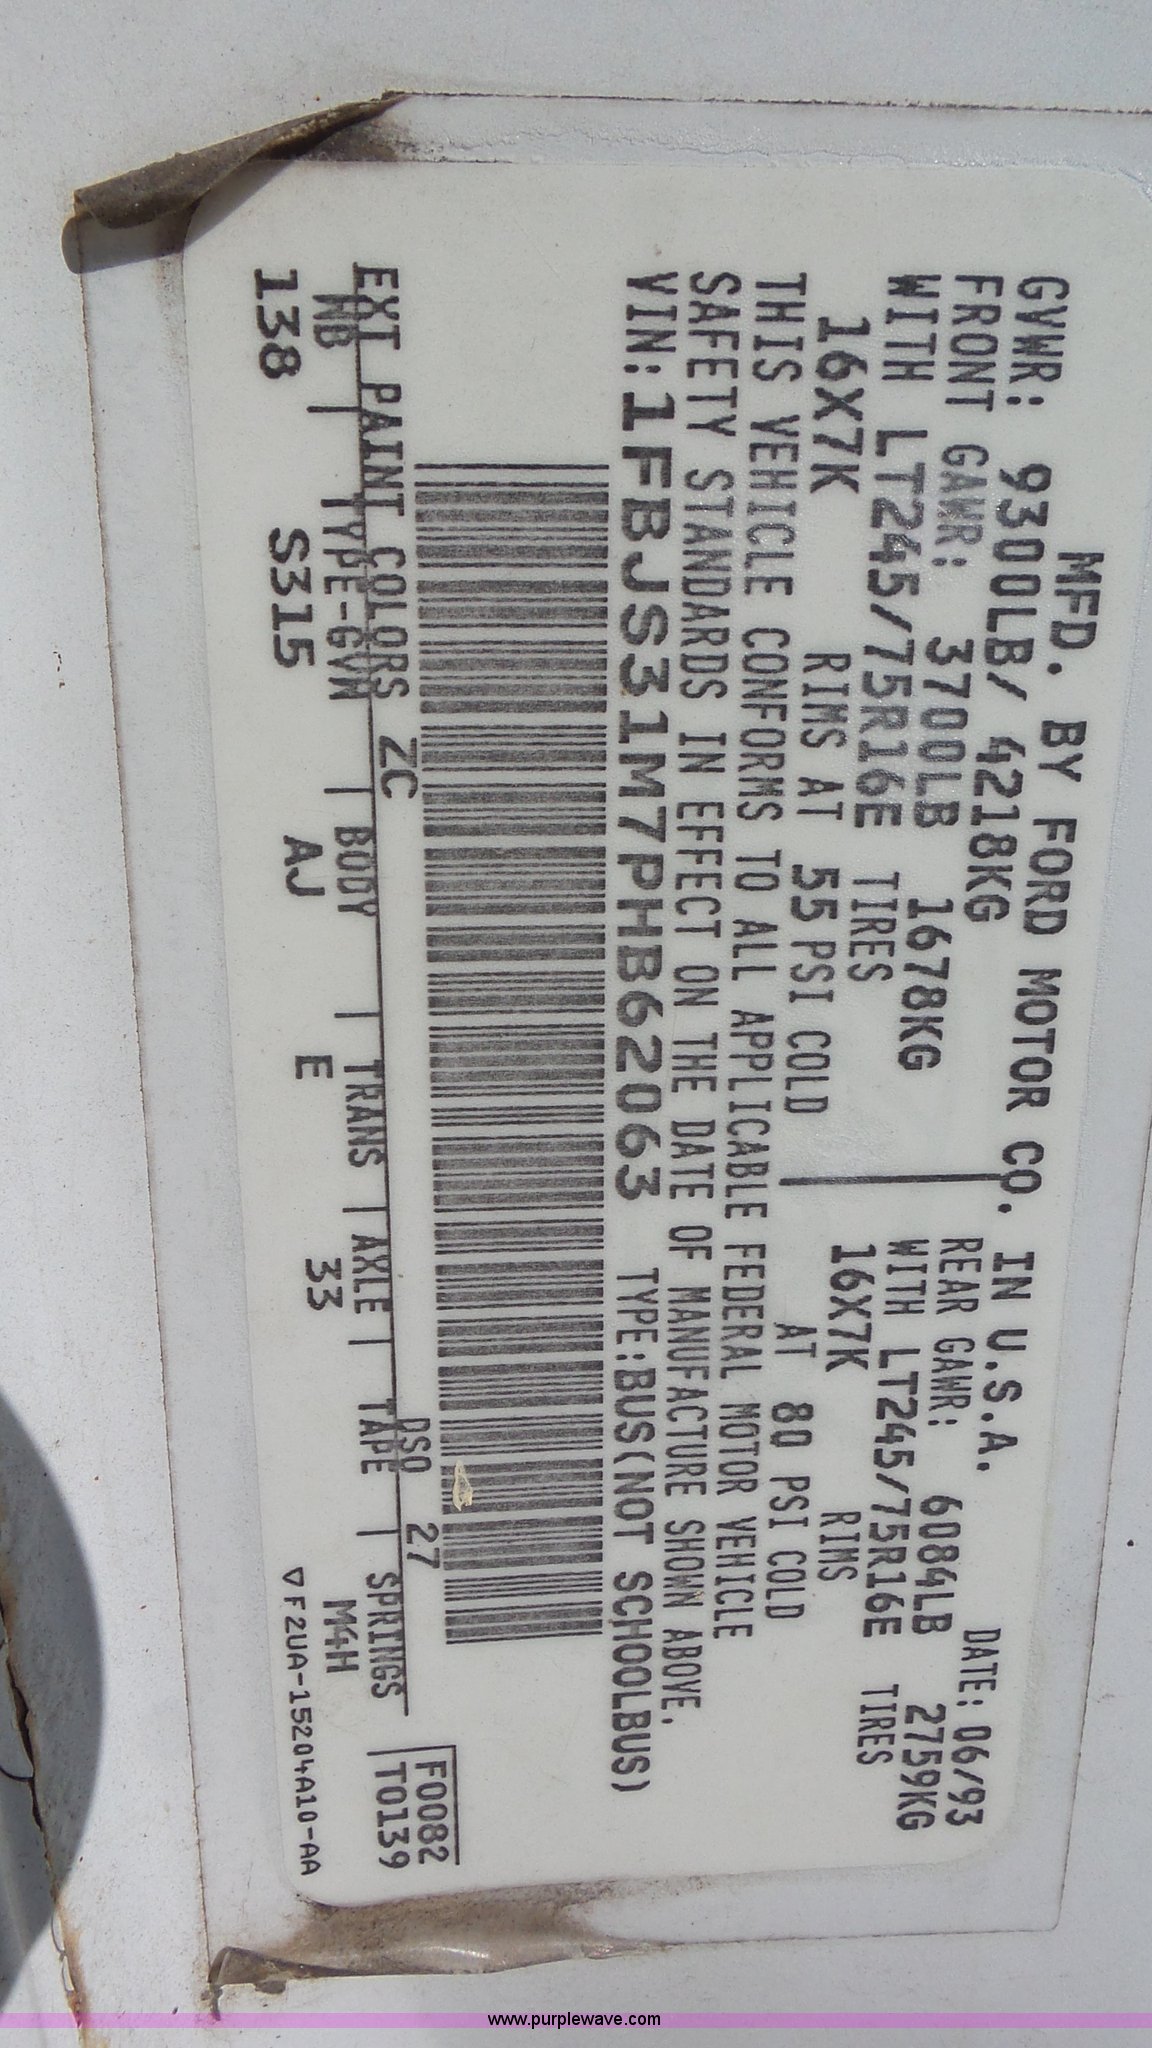 MFD. BY FORD MOTOR CO. IN U.S.A.
DATE: 06/93
GVWR: 9300LB/ 4218KG
FRONT GAWR: 3700LB 1678KG
WITH LT245/75R16E TIRES
16X7K RIMS AT 55 PSI COLD
REAR GAWR: 6084LB 2759KG
WITH LT245/75R16E TIRES
16X7K RIMS
AT 80 PSI COLD
THIS VEHICLE CONFORMS TO ALL APPLICABLE FEDERAL MOTOR VEHICLE
SAFETY STANDARDS IN EFFECT ON THE DATE OF MANUFACTURE SHOWN ABOVE.
VIN: 1FBJS31M7PHB62063 TYPE:BUS(NOT SCHOOLBUS)
F0082
T0139
EXT PAINT COLORS ZC DSO 27
WB | TYPE-GVW | BODY | TRANS | AXLE | TAPE | SPRINGS
138 S315 AJ E 33 M4H
▽ F2UA-15204A10-AA
www.purplewave.com